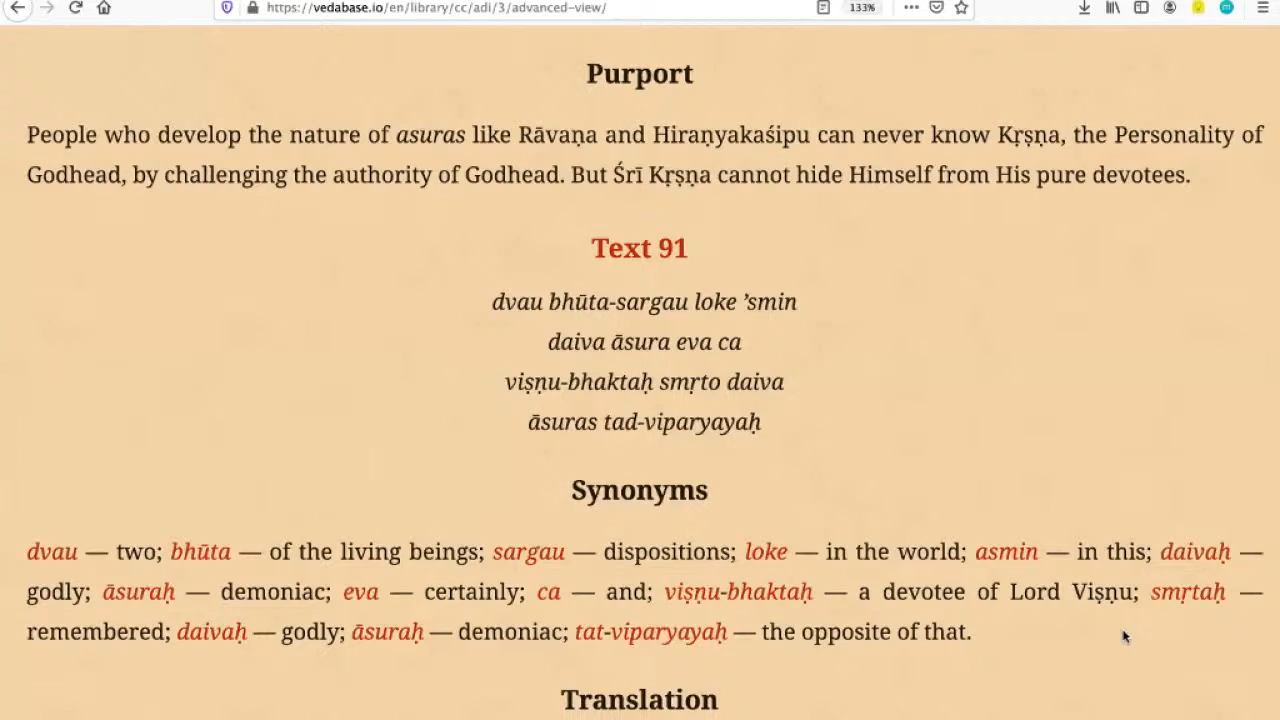 https://vedabase.io/en/library/cc/adi/3/advanced-view/
133%
Purport
People who develop the nature of asuras like Rāvaṇa and Hiraṇyakaśipu can never know Kṛṣṇa, the Personality of
Godhead, by challenging the authority of Godhead. But Śrī Kṛṣṇa cannot hide Himself from His pure devotees.
Text 91
dvau bhūta-sargau loke ’smin
daiva āsura eva ca
viṣṇu-bhaktaḥ smṛto daiva
āsuras tad-viparyayaḥ
Synonyms
dvau — two; bhūta — of the living beings; sargau — dispositions; loke — in the world; asmin — in this; daivaḥ —
godly; āsuraḥ — demoniac; eva — certainly; ca — and; viṣṇu-bhaktaḥ — a devotee of Lord Viṣṇu; smṛtaḥ —
remembered; daivaḥ — godly; āsuraḥ — demoniac; tat-viparyayaḥ — the opposite of that.
Translation